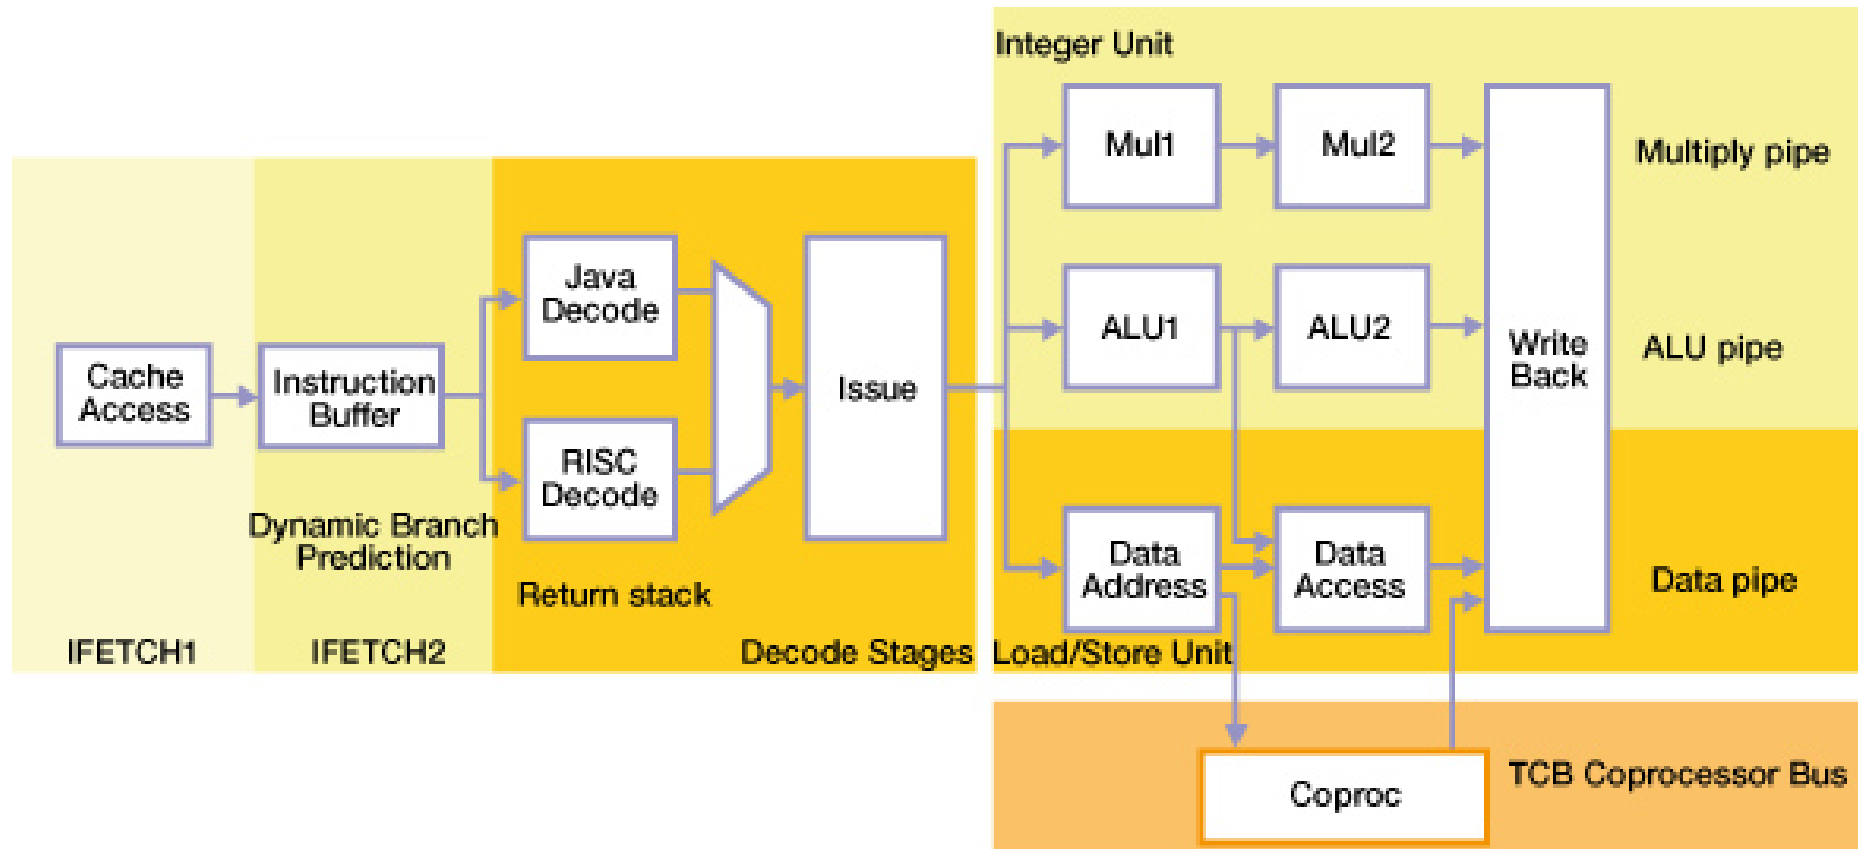 Integer Unit
Mul1
Mul2
Multiply pipe
Java
Decode
ALU1
ALU2
Write
Back
ALU pipe
Cache
Access
Instruction
Buffer
Issue
RISC
Decode
Dynamic Branch
Prediction
Return stack
Data
Address
Data
Access
Data pipe
IFETCH1
IFETCH2
Decode Stages
Load/Store Unit
Coproc
TCB Coprocessor Bus